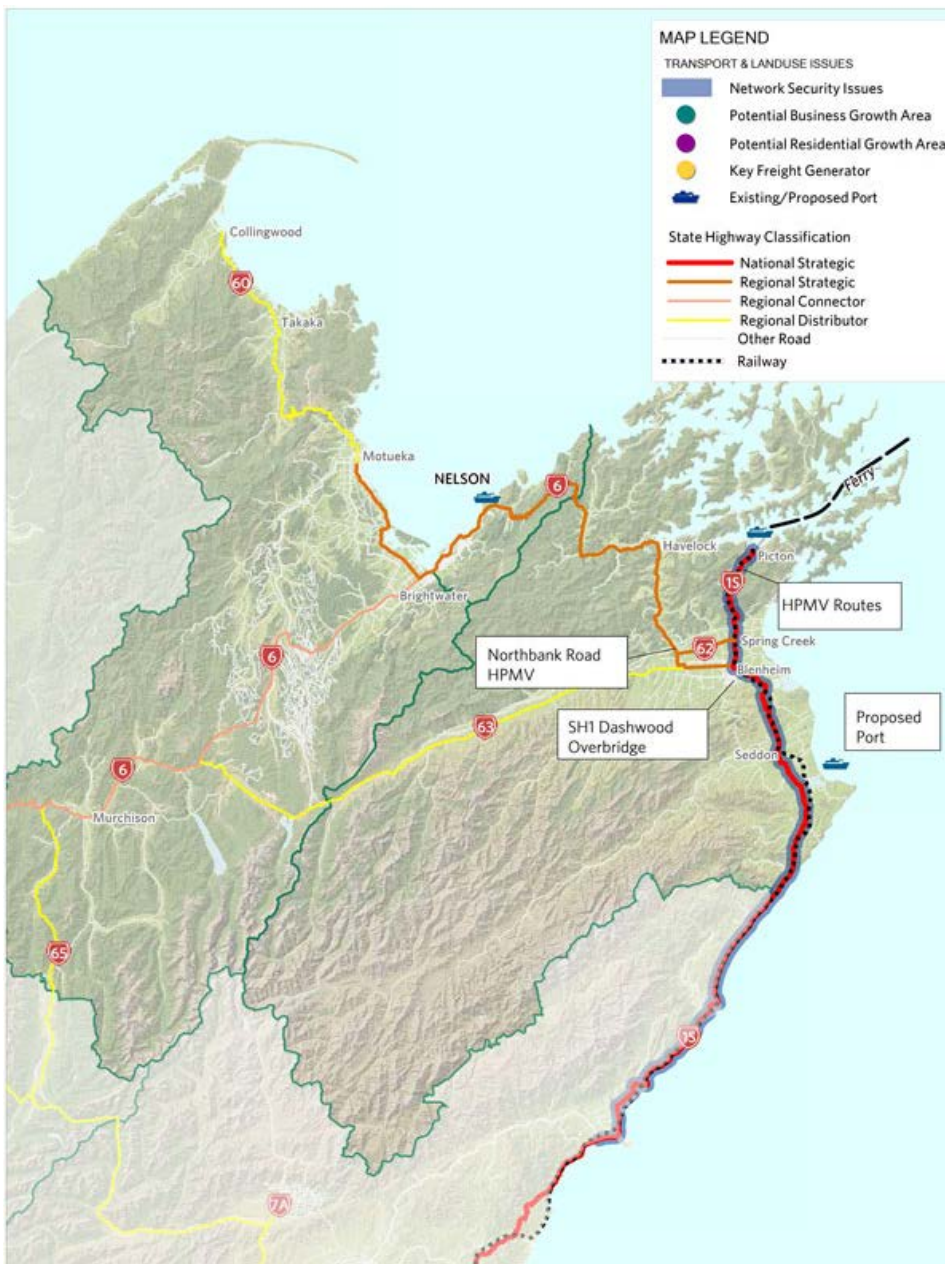 MAP LEGEND
TRANSPORT & LANDUSE ISSUES
Network Security Issues
Potential Business Growth Area
Potential Residential Growth Area
Key Freight Generator
Existing/Proposed Port
State Highway Classification
National Strategic
Regional Strategic
Regional Connector
Regional Distributor
Other Road
Railway
Collingwood
60
Takaka
Motueka
NELSON
6
Ferry
Havelock
Picton
1S
HPMV Routes
Brightwater
Spring Creek
62
Northbank Road
HPMV
6
Blenheim
63
SH1 Dashwood
Overbridge
Proposed
Port
Seddon
6
Murchison
65
1S
7A